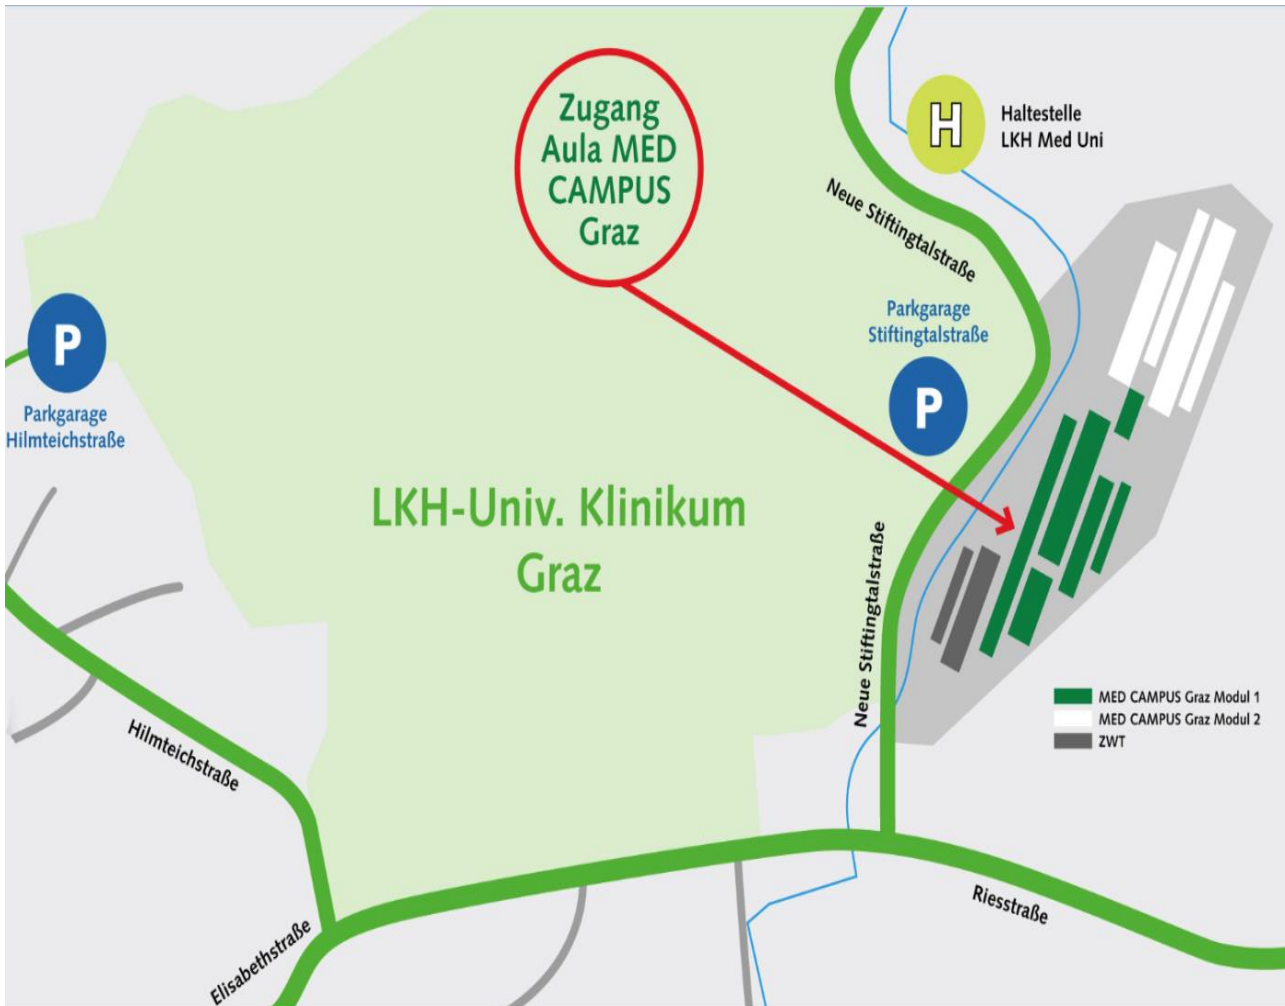 Zugang
Aula MED
CAMPUS
Graz
H
Haltestelle
LKH Med Uni
Neue Stiftingtalstraße
Parkgarage
Stiftingtalstraße
P
P
Parkgarage
Hilmteichstraße
LKH-Univ. Klinikum
Graz
Neue Stiftingtalstraße
MED CAMPUS Graz Modul 1
MED CAMPUS Graz Modul 2
ZWT
Hilmteichstraße
Riesstraße
Elisabethstraße